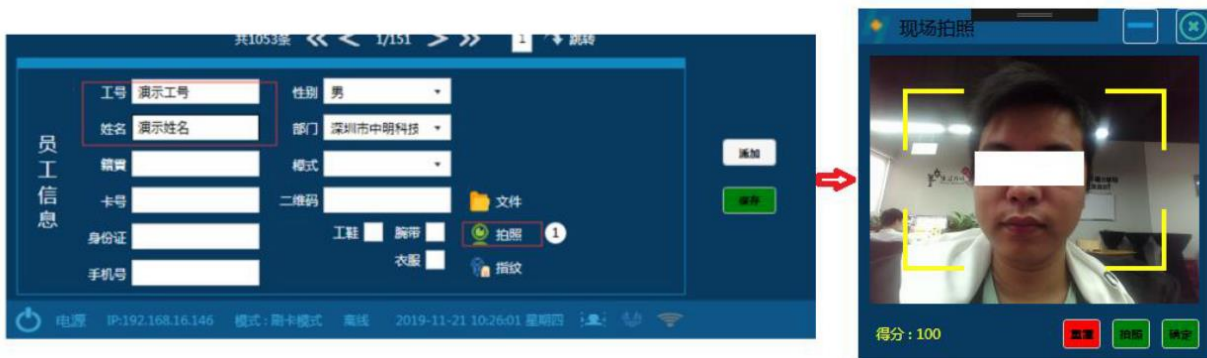 共1053条 << < 1/151 > >> 1 跳转
员工信息
工号 演示工号 性别 男
姓名 演示姓名 部门 深圳市中明科技
籍贯 模式
卡号 二维码 文件
身份证 工鞋 腕带 拍照 1
手机号 衣服 指纹
添加
保存
电源 IP:192.168.16.146 模式:刷卡模式 离线 2019-11-21 10:26:01 星期四
现场拍照
得分:100 重置 拍照 确定